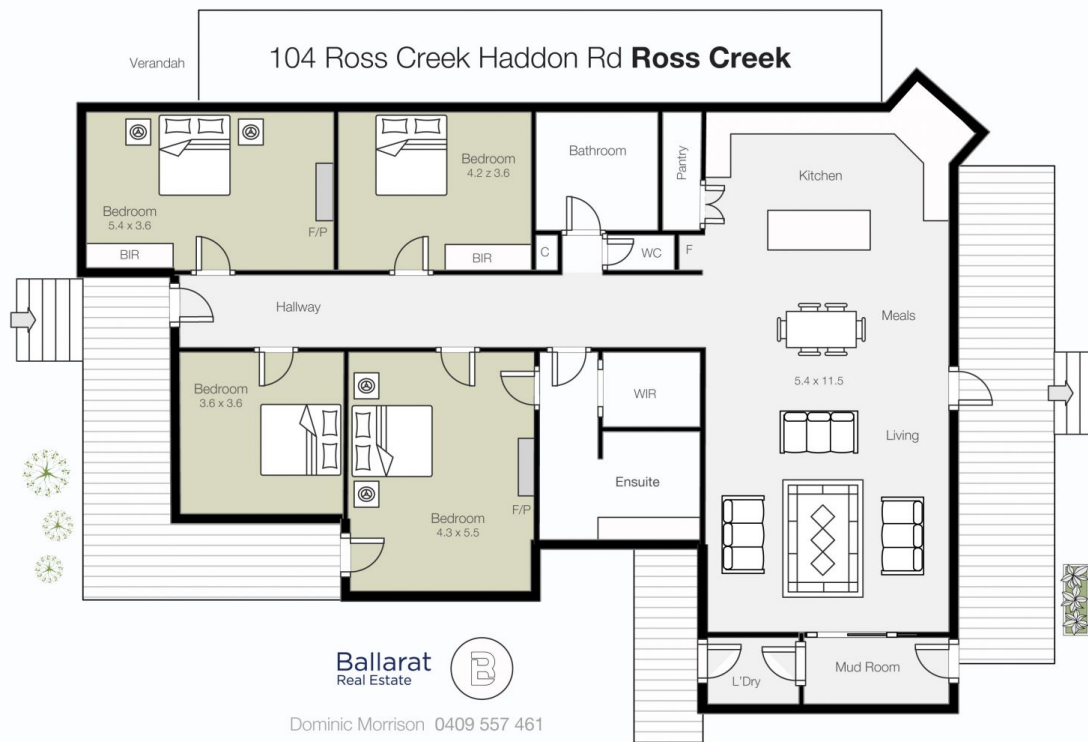 104 Ross Creek Haddon Rd Ross Creek
Verandah
Bedroom
5.4 x 3.6
BIR
F/P
Bedroom
4.2 z 3.6
BIR
Bathroom
C
WC
Pantry
F
Kitchen
Hallway
Meals
5.4 x 11.5
Living
Bedroom
3.6 x 3.6
Bedroom
4.3 x 5.5
F/P
WIR
Ensuite
L'Dry
Mud Room
Ballarat
Real Estate
B
Dominic Morrison 0409 557 461